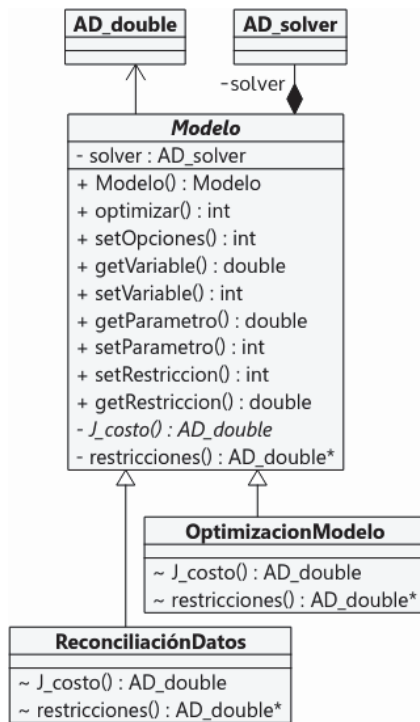 AD_double
AD_solver
-solver
Modelo
- solver : AD_solver
+ Modelo() : Modelo
+ optimizar() : int
+ setOpciones() : int
+ getVariable() : double
+ setVariable() : int
+ getParametro() : double
+ setParametro() : int
+ setRestriccion() : int
+ getRestriccion() : double
- J_costo() : AD_double
- restricciones() : AD_double*
OptimizacionModelo
~ J_costo() : AD_double
~ restricciones() : AD_double*
ReconciliaciónDatos
~ J_costo() : AD_double
~ restricciones() : AD_double*